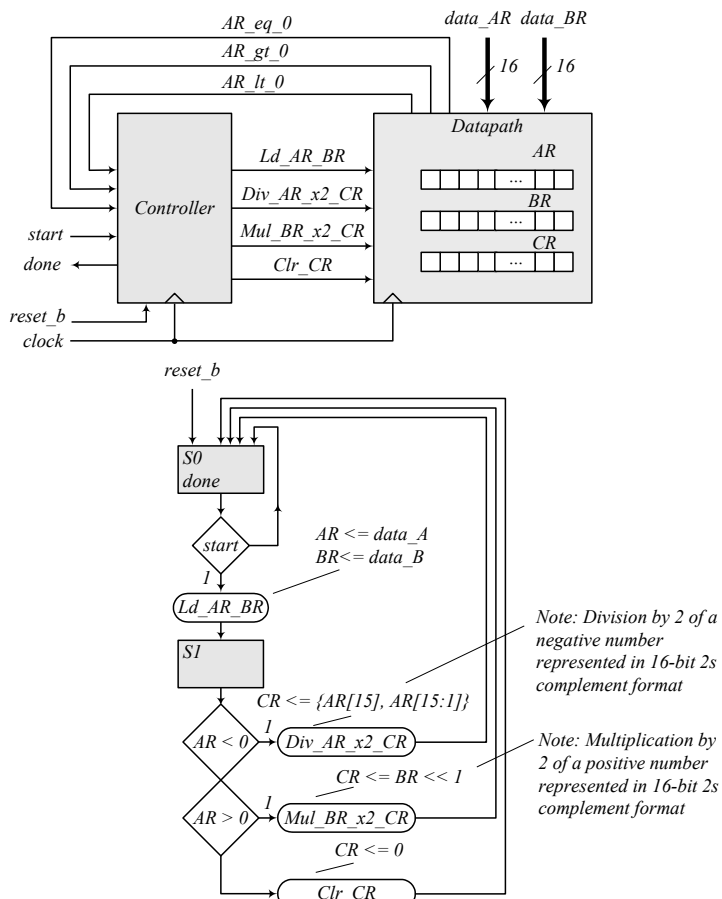 AR_eq_0
data_AR data_BR
AR_gt_0
16 16
AR_lt_0
Datapath
AR
Ld_AR_BR
...
Div_AR_x2_CR
BR
Controller
...
start
Mul_BR_x2_CR
CR
done
Clr_CR
...
reset_b
clock
reset_b
S0
done
start
AR <= data_A
BR<= data_B
1
Ld_AR_BR
S1
Note: Division by 2 of a
negative number
represented in 16-bit 2s
complement format
CR <= {AR[15], AR[15:1]}
AR < 0
1
Div_AR_x2_CR
Note: Multiplication by
2 of a positive number
represented in 16-bit 2s
complement format
CR <= BR << 1
AR > 0
1
Mul_BR_x2_CR
CR <= 0
Clr_CR